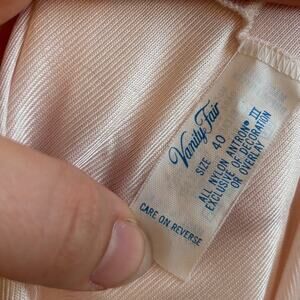 Vanity Fair
SIZE 40
ALL NYLON ANTRON® III
EXCLUSIVE OF DECORATION
OR OVERLAY
CARE ON REVERSE